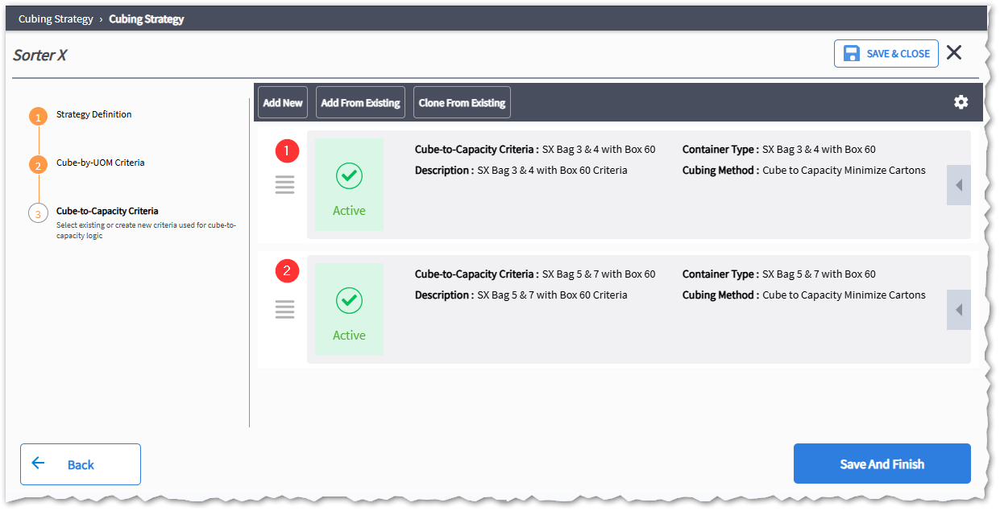 Cubing Strategy › Cubing Strategy
Sorter X
SAVE & CLOSE
1 Strategy Definition
2 Cube-by-UOM Criteria
3 Cube-to-Capacity Criteria
Select existing or create new criteria used for cube-to-
capacity logic
Add New Add From Existing Clone From Existing
1
Active
Cube-to-Capacity Criteria : SX Bag 3 & 4 with Box 60 Container Type : SX Bag 3 & 4 with Box 60
Description : SX Bag 3 & 4 with Box 60 Criteria Cubing Method : Cube to Capacity Minimize Cartons
2
Active
Cube-to-Capacity Criteria : SX Bag 5 & 7 with Box 60 Container Type : SX Bag 5 & 7 with Box 60
Description : SX Bag 5 & 7 with Box 60 Criteria Cubing Method : Cube to Capacity Minimize Cartons
Back
Save And Finish